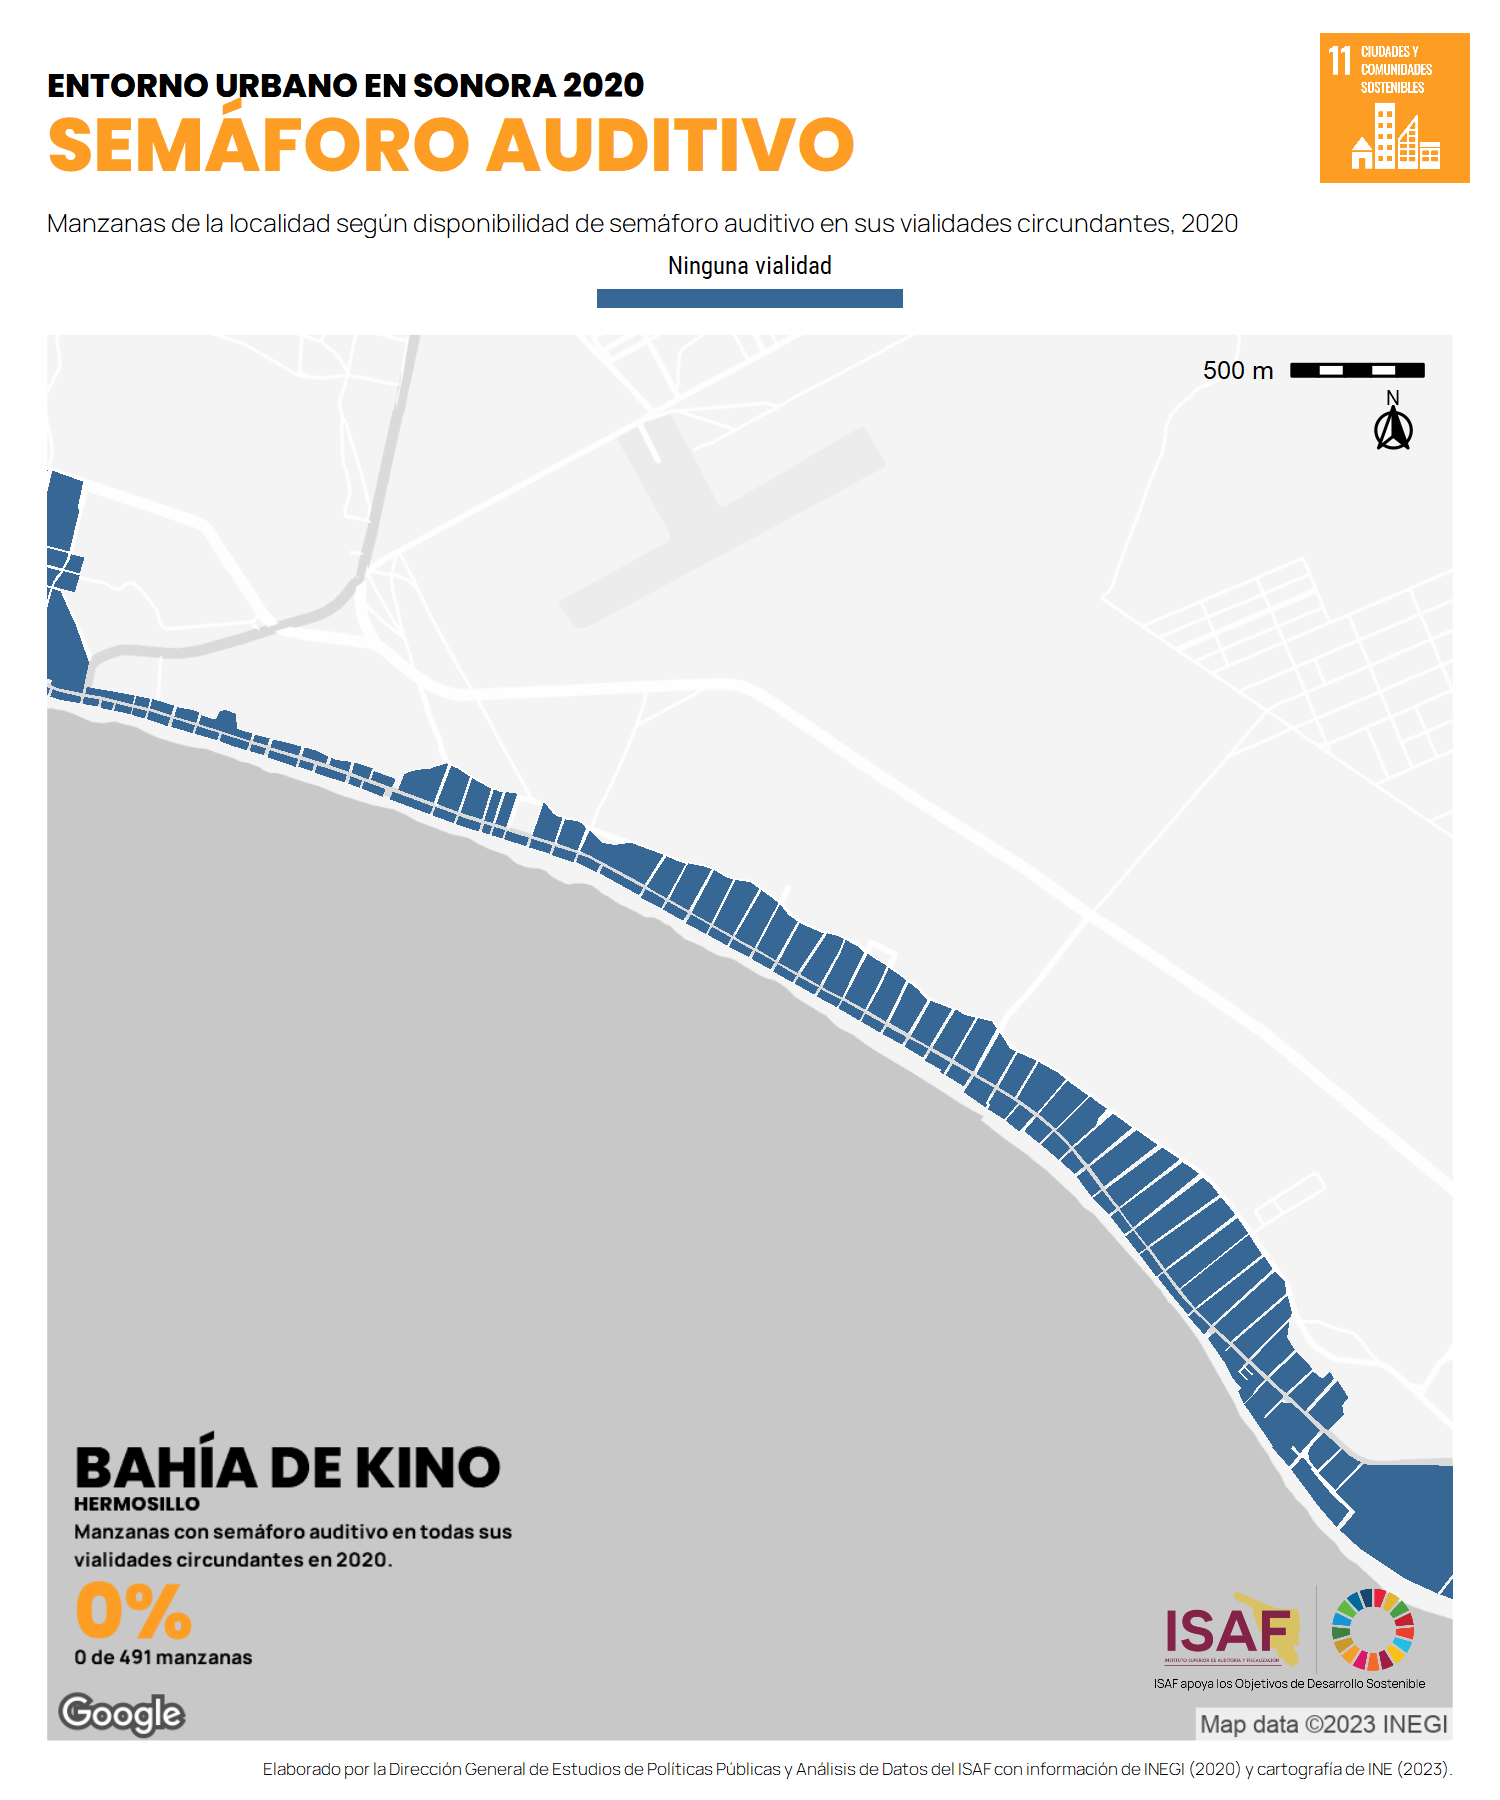 ENTORNO URBANO EN SONORA 2020
SEMÁFORO AUDITIVO
11 CIUDADES Y
COMUNIDADES
SOSTENIBLES
Manzanas de la localidad según disponibilidad de semáforo auditivo en sus vialidades circundantes, 2020
Ninguna vialidad
500 m
N
BAHÍA DE KINO
HERMOSILLO
Manzanas con semáforo auditivo en todas sus
vialidades circundantes en 2020.
0%
0 de 491 manzanas
ISAF
INSTITUTO SUPERIOR DE AUDITORÍA Y FISCALIZACIÓN
ISAF apoya los Objetivos de Desarrollo Sostenible
Google
Map data ©2023 INEGI
Elaborado por la Dirección General de Estudios de Políticas Públicas y Análisis de Datos del ISAF con información de INEGI (2020) y cartografía de INE (2023).